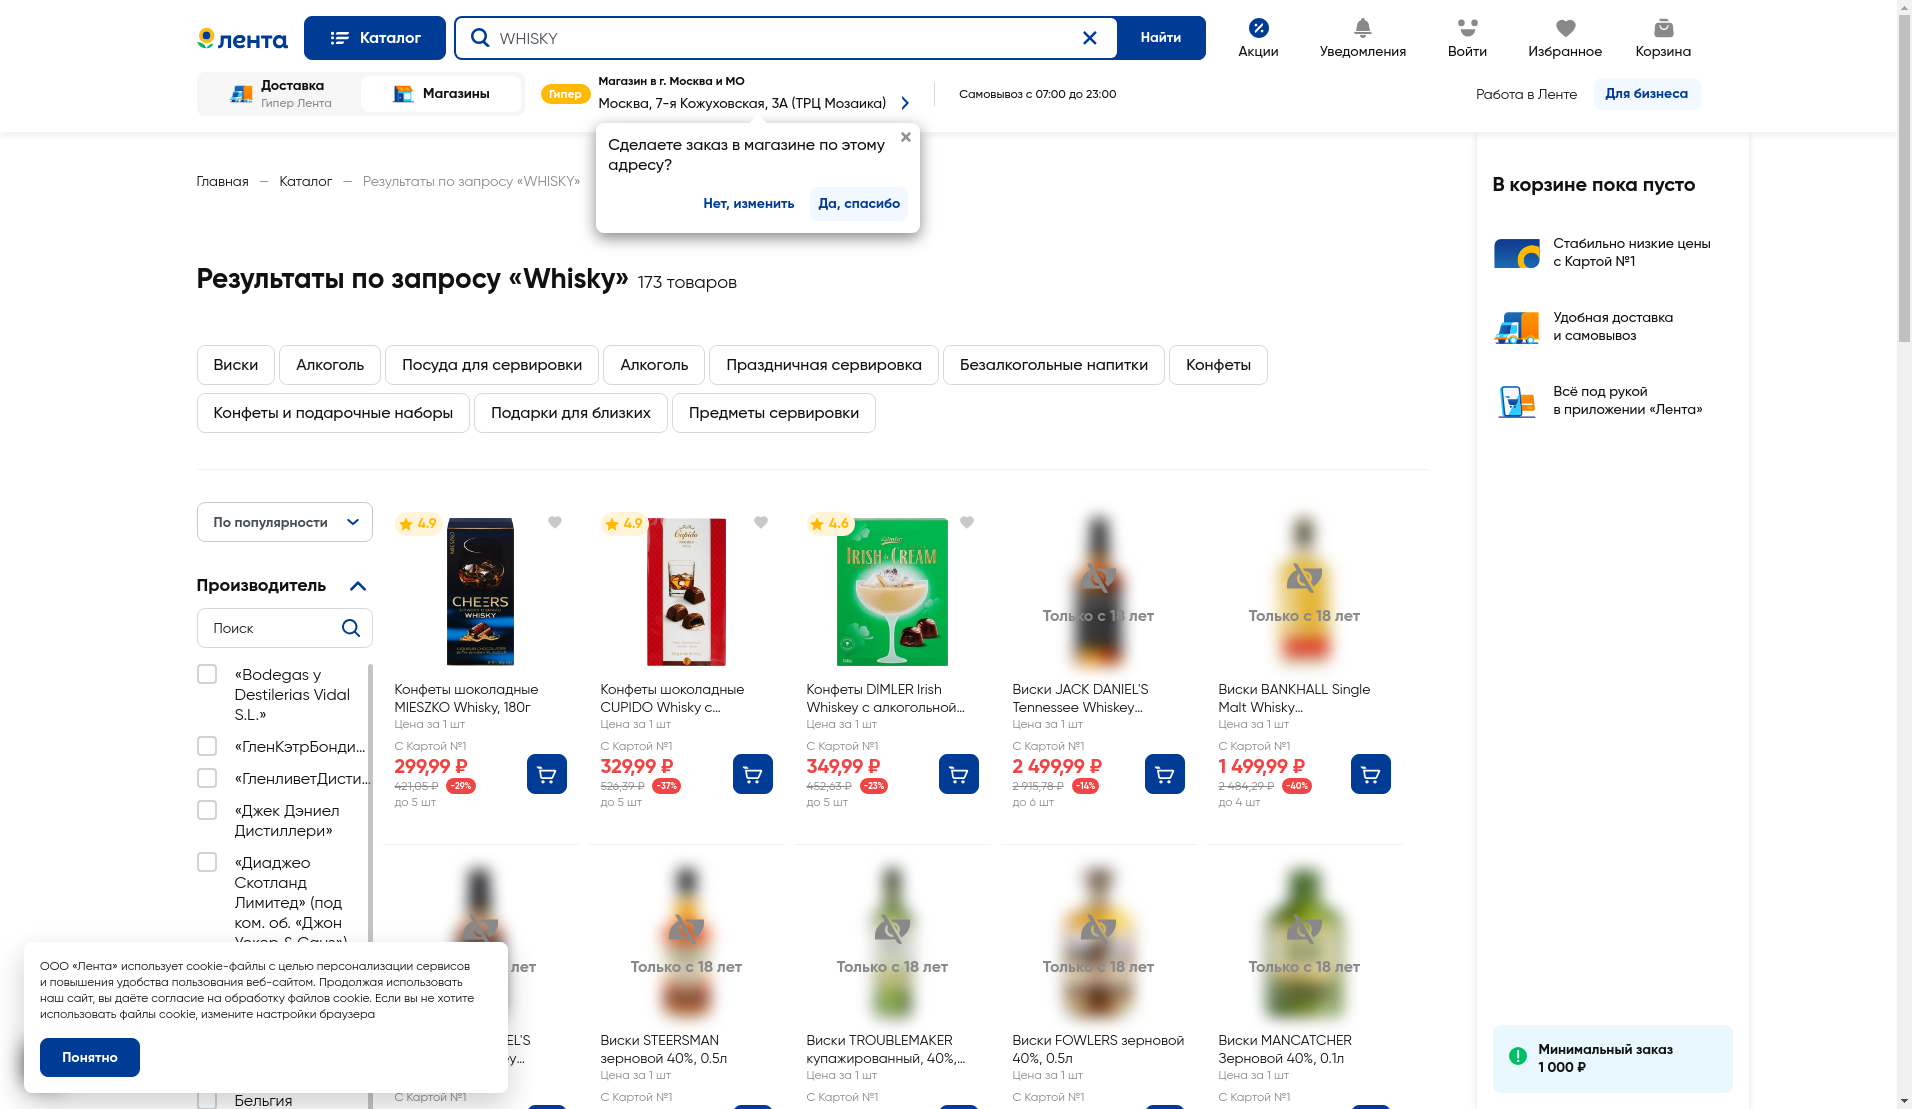 лента
Каталог
WHISKY
Найти
Акции
Уведомления
Войти
Избранное
Корзина
Доставка
Гипер Лента
Магазины
Гипер
Магазин в г. Москва и МО
Москва, 7-я Кожуховская, 3А (ТРЦ Мозаика)
Самовывоз с 07:00 до 23:00
Работа в Ленте
Для бизнеса
Сделаете заказ в магазине по этому
адресу?
Нет, изменить
Да, спасибо
Главная — Каталог — Результаты по запросу «WHISKY»
Результаты по запросу «Whisky» 173 товаров
Виски
Алкоголь
Посуда для сервировки
Алкоголь
Праздничная сервировка
Безалкогольные напитки
Конфеты
Конфеты и подарочные наборы
Подарки для близких
Предметы сервировки
По популярности
Производитель
Поиск
«Bodegas y
Destilerias Vidal
S.L.»
«ГленКэтрБонди...
«ГленливетДисти...
«Джек Дэниел
Дистиллери»
«Диаджео
Скотланд
Лимитед» (под
ком. об. «Джон
Бельгия
4.9
CHEERS
WHISKY
Конфеты шоколадные
MIESZKO Whisky, 180г
Цена за 1 шт
С Картой №1
299,99 ₽
421,05 ₽ -29%
до 5 шт
4.9
Cupido
Конфеты шоколадные
CUPIDO Whisky с...
Цена за 1 шт
С Картой №1
329,99 ₽
526,39 ₽ -37%
до 5 шт
4.6
IRISH CREAM
Конфеты DIMLER Irish
Whiskey с алкогольной...
Цена за 1 шт
С Картой №1
349,99 ₽
452,63 ₽ -23%
до 5 шт
Только с 18 лет
Виски JACK DANIEL'S
Tennessee Whiskey...
Цена за 1 шт
С Картой №1
2 499,99 ₽
2 915,78 ₽ -14%
до 6 шт
Только с 18 лет
Виски BANKHALL Single
Malt Whisky...
Цена за 1 шт
С Картой №1
1 499,99 ₽
2 484,29 ₽ -40%
до 4 шт
лет
EL'S
ey...
С Картой №1
Только с 18 лет
Виски STEERSMAN
зерновой 40%, 0.5л
Цена за 1 шт
С Картой №1
Только с 18 лет
Виски TROUBLEMAKER
купажированный, 40%,...
Цена за 1 шт
С Картой №1
Только с 18 лет
Виски FOWLERS зерновой
40%, 0.5л
Цена за 1 шт
С Картой №1
Только с 18 лет
Виски MANCATCHER
Зерновой 40%, 0.1л
Цена за 1 шт
С Картой №1
В корзине пока пусто
Стабильно низкие цены
с Картой №1
Удобная доставка
и самовывоз
Всё под рукой
в приложении «Лента»
Минимальный заказ
1 000 ₽
ООО «Лента» использует cookie-файлы с целью персонализации сервисов
и повышения удобства пользования веб-сайтом. Продолжая использовать
наш сайт, вы даёте согласие на обработку файлов cookie. Если вы не хотите
использовать файлы cookie, измените настройки браузера
Понятно